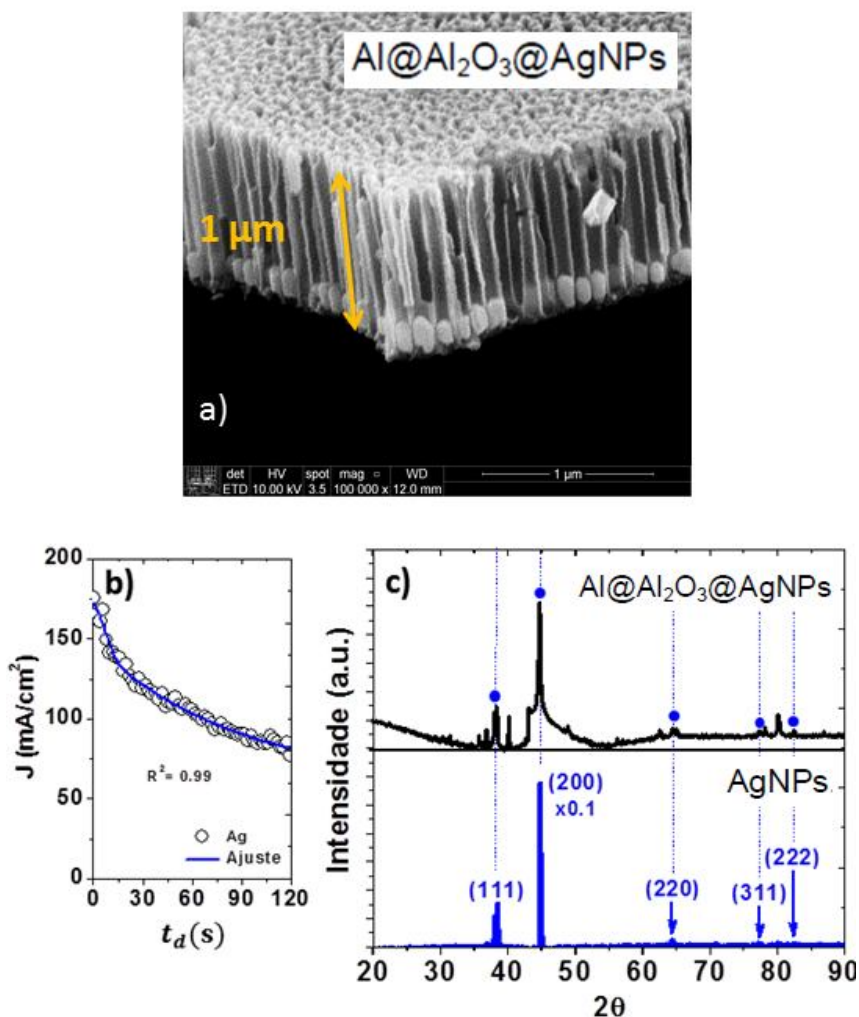 Al@Al₂O₃@AgNPs
1 µm
a)
det HV spot mag □ WD 1 µm
ETD 10.00 kV 3.5 100 000 x 12.0 mm
b)
200
150
100
50
0
J (mA/cm²)
R²= 0.99
Ag
Ajuste
0 30 60 90 120
t_d(s)
c)
Al@Al₂O₃@AgNPs
Intensidade (a.u.)
AgNPs
(200)
x0.1
(111)
(220)
(311)
(222)
20 30 40 50 60 70 80 90
2θ